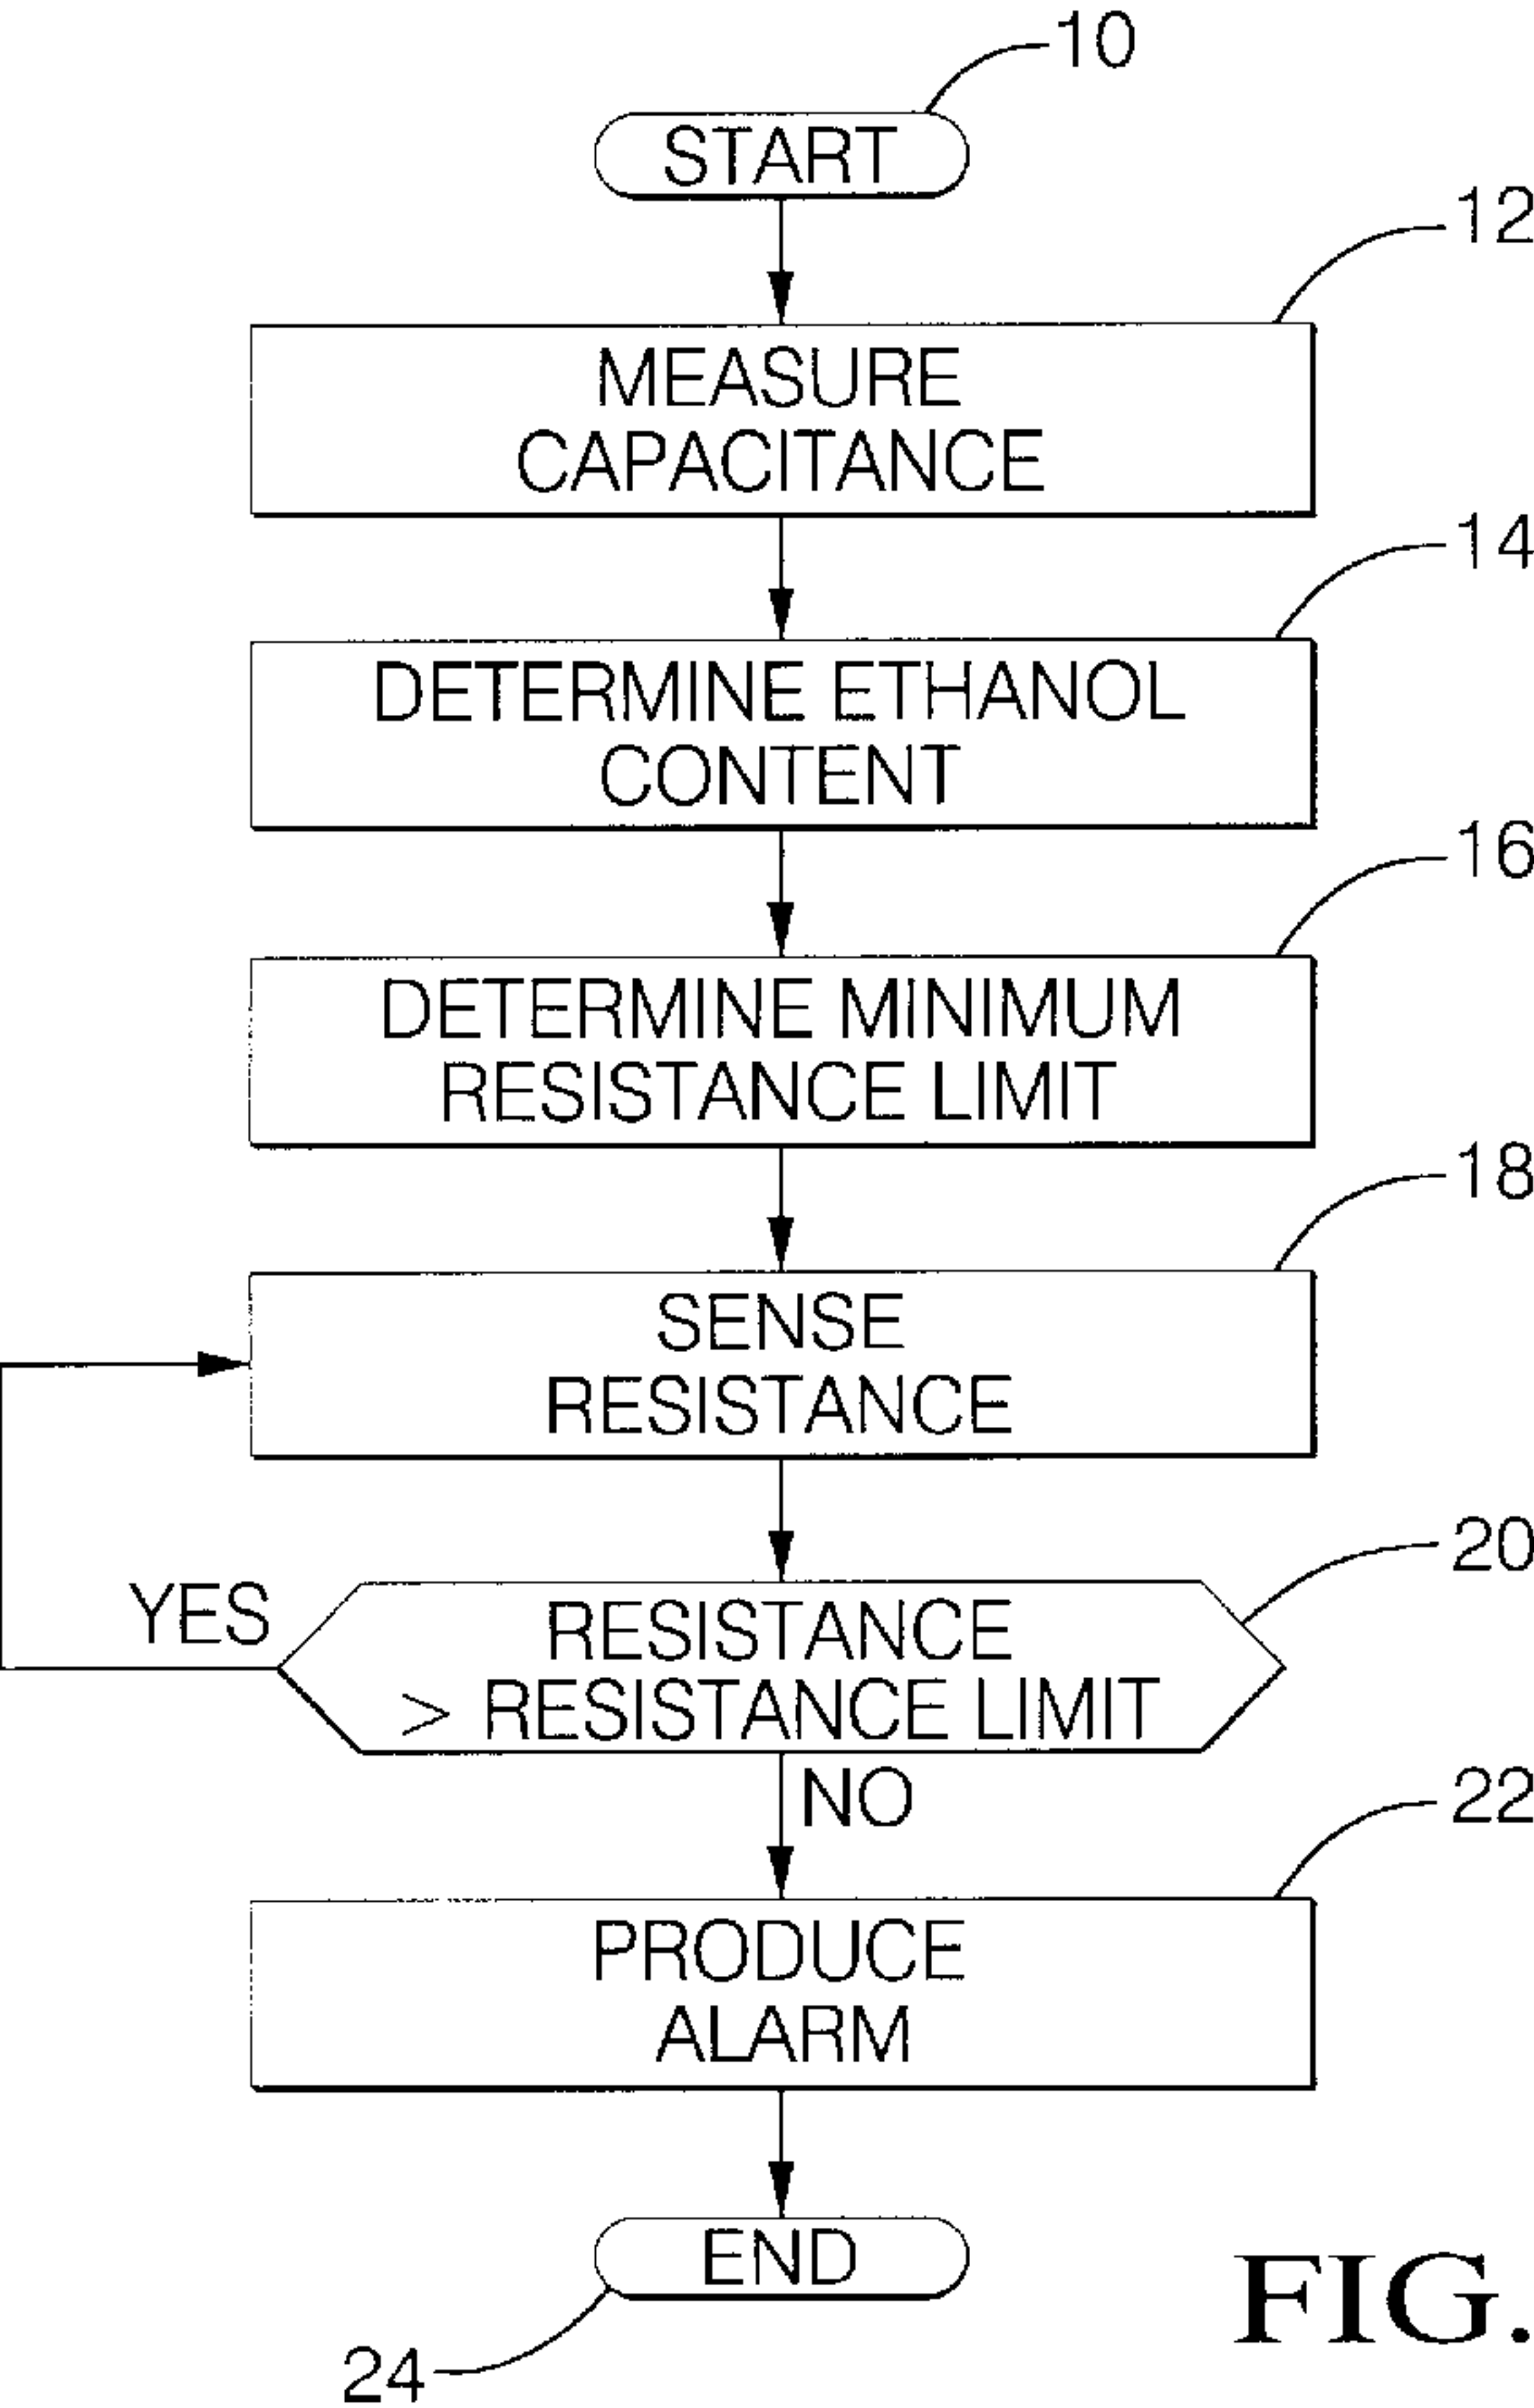 10
START
12
MEASURE
CAPACITANCE
14
DETERMINE ETHANOL
CONTENT
16
DETERMINE MINIMUM
RESISTANCE LIMIT
18
SENSE
RESISTANCE
20
YES
RESISTANCE
> RESISTANCE LIMIT
NO
22
PRODUCE
ALARM
END
FIG.
24